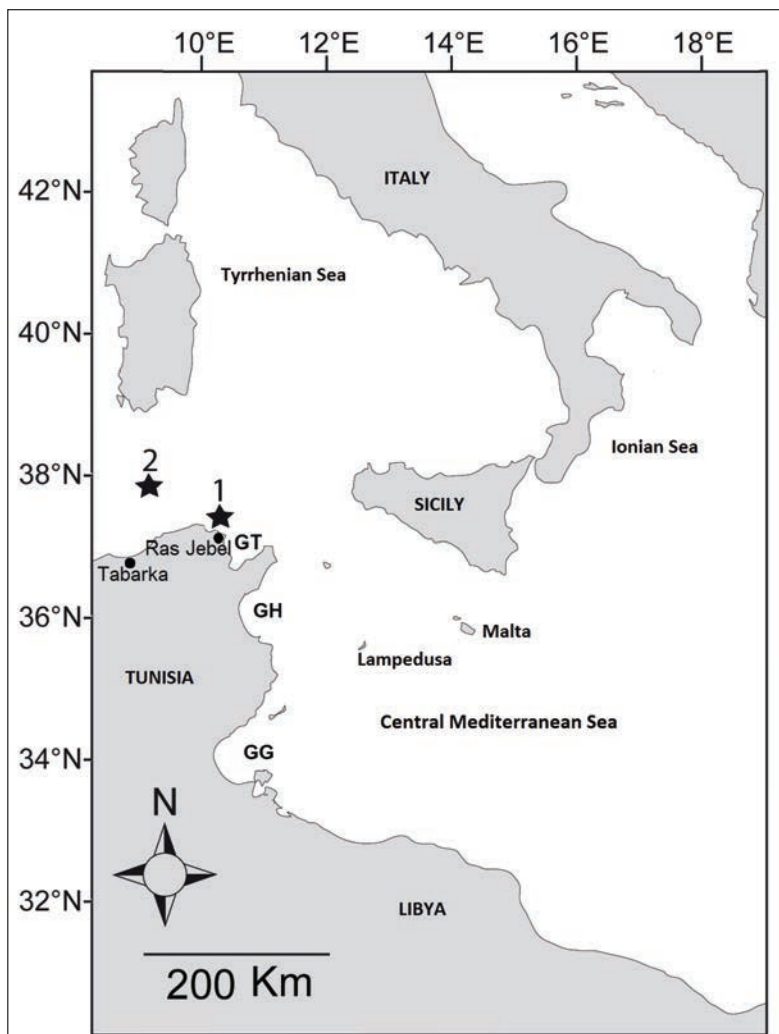 10°E 12°E 14°E 16°E 18°E
42°N
ITALY
Tyrrhenian Sea
40°N
Ionian Sea
38°N
2
1
SICILY
Ras Jebel
GT
Tabarka
36°N
GH
Malta
Lampedusa
TUNISIA
Central Mediterranean Sea
34°N
GG
N
32°N
LIBYA
200 Km